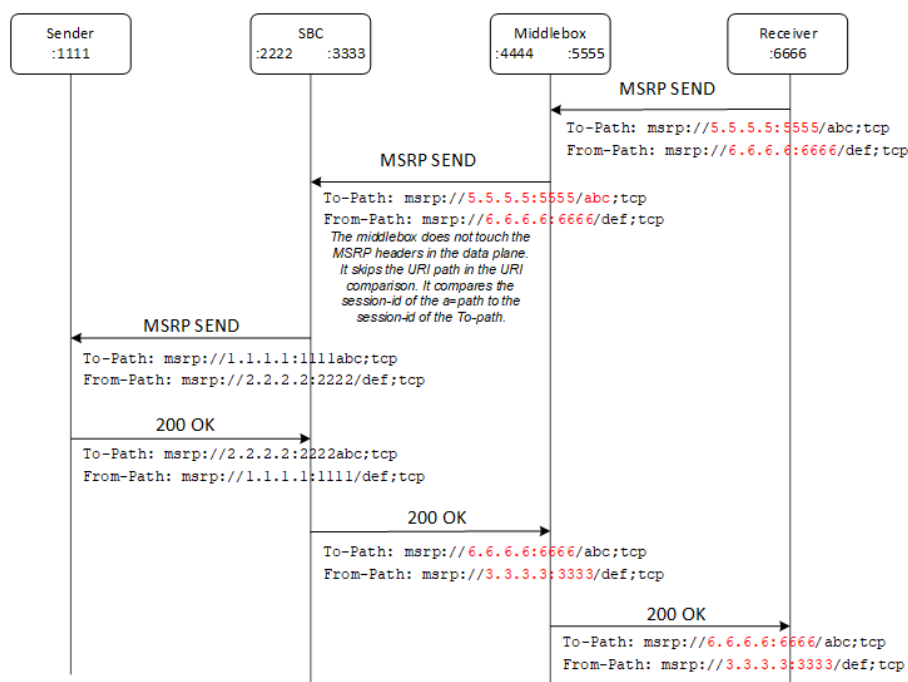 Sender
:1111
SBC
:2222 :3333
Middlebox
:4444 :5555
Receiver
:6666
MSRP SEND
To-Path: msrp://5.5.5.5:5555/abc;tcp
From-Path: msrp://6.6.6.6:6666/def;tcp
MSRP SEND
To-Path: msrp://5.5.5.5:5555/abc;tcp
From-Path: msrp://6.6.6.6:6666/def;tcp
The middlebox does not touch the
MSRP headers in the data plane.
It skips the URI path in the URI
comparison. It compares the
session-id of the a=path to the
session-id of the To-path.
MSRP SEND
To-Path: msrp://1.1.1.1:1111abc;tcp
From-Path: msrp://2.2.2.2:2222/def;tcp
200 OK
To-Path: msrp://2.2.2.2:2222abc;tcp
From-Path: msrp://1.1.1.1:1111/def;tcp
200 OK
To-Path: msrp://6.6.6.6:6666/abc;tcp
From-Path: msrp://3.3.3.3:3333/def;tcp
200 OK
To-Path: msrp://6.6.6.6:6666/abc;tcp
From-Path: msrp://3.3.3.3:3333/def;tcp